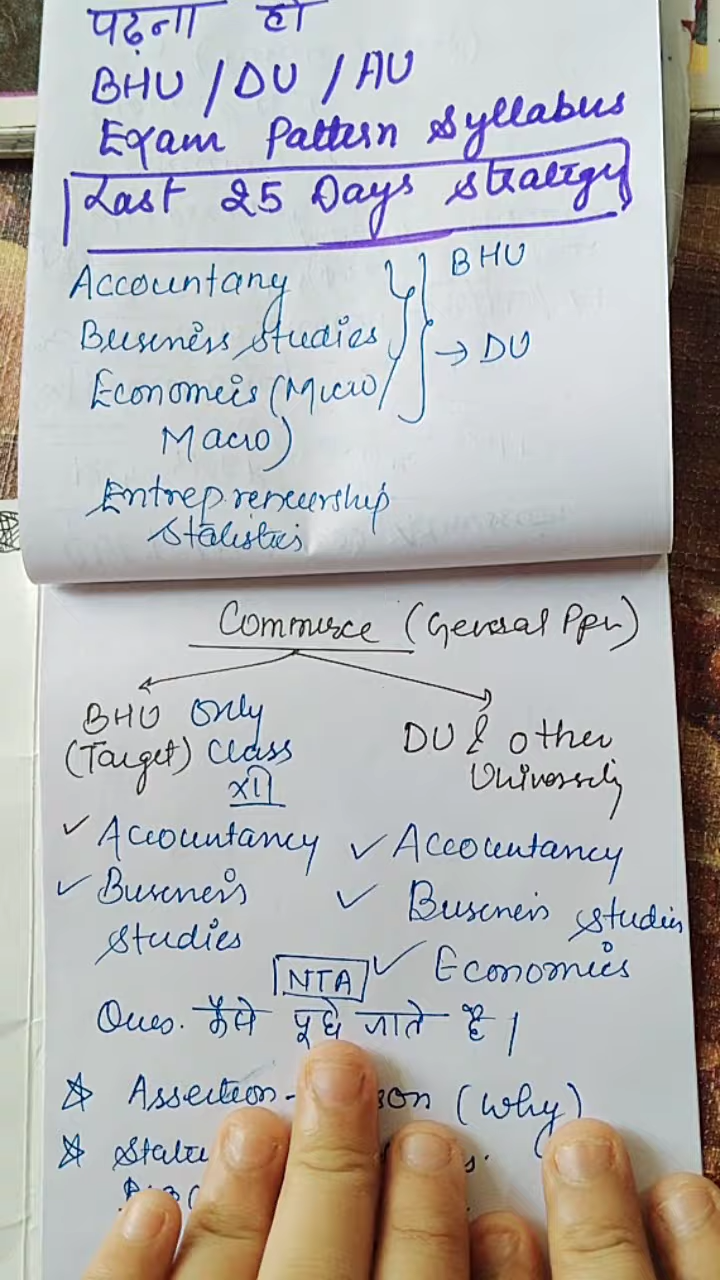 पढ़ना हो
BHU / DU / AU
Exam Pattern Syllabus
Last 25 Days Strategy
Accountany
Business Studies
Economics (Micro/
Macro)
BHU
→ DU
Entrepreneurship
Statistics
Commerce (General Ppr)
BHU Only
(Target) Class
XII
✓ Accountancy
✓ Business
Studies
DU & other
University
✓ Accountancy
✓ Business Studies
✓ Economics
NTA
Ques. कैसे पूछे जाते है।
☆ Assertion- (Why)
☆